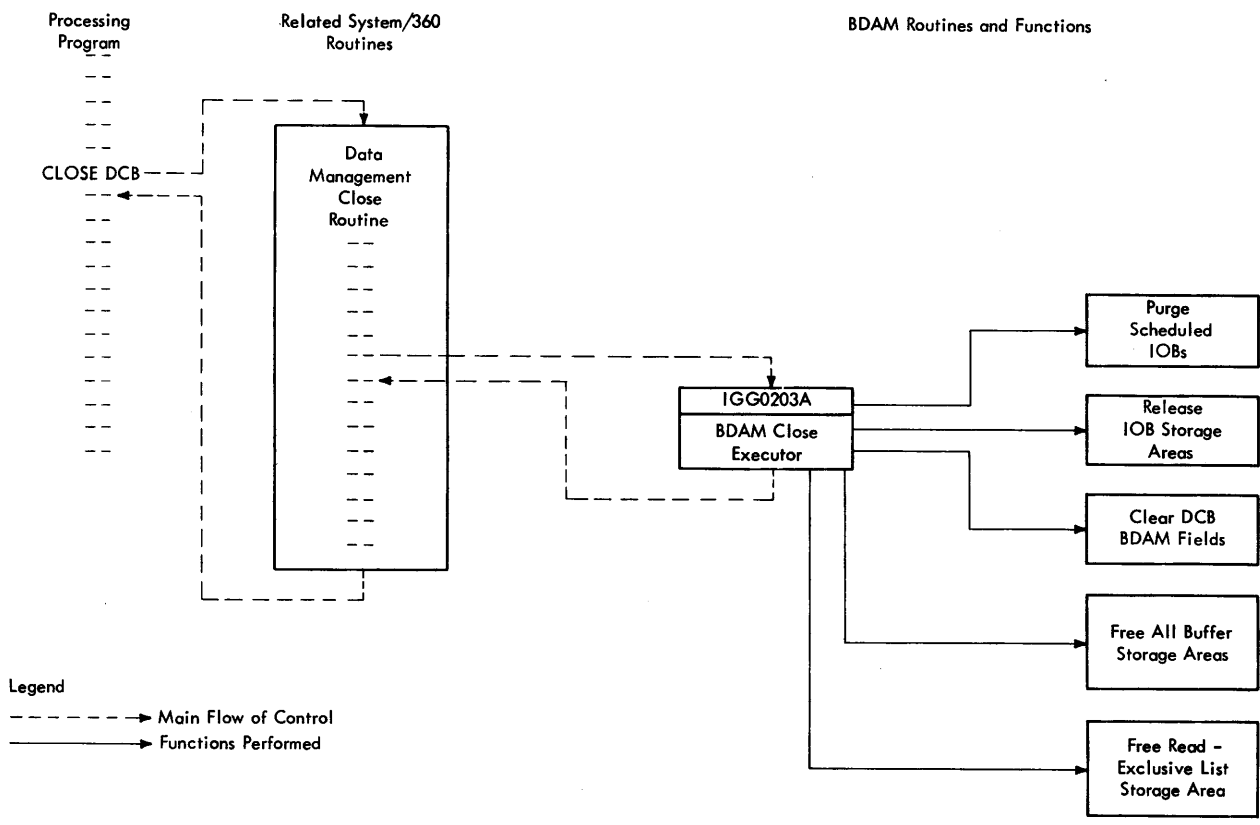 Processing
Program
Related System/360
Routines
BDAM Routines and Functions
CLOSE DCB
Data
Management
Close
Routine
IGG0203A
BDAM Close
Executor
Purge
Scheduled
IOBs
Release
IOB Storage
Areas
Clear DCB
BDAM Fields
Free All Buffer
Storage Areas
Free Read -
Exclusive List
Storage Area
Legend
Main Flow of Control
Functions Performed